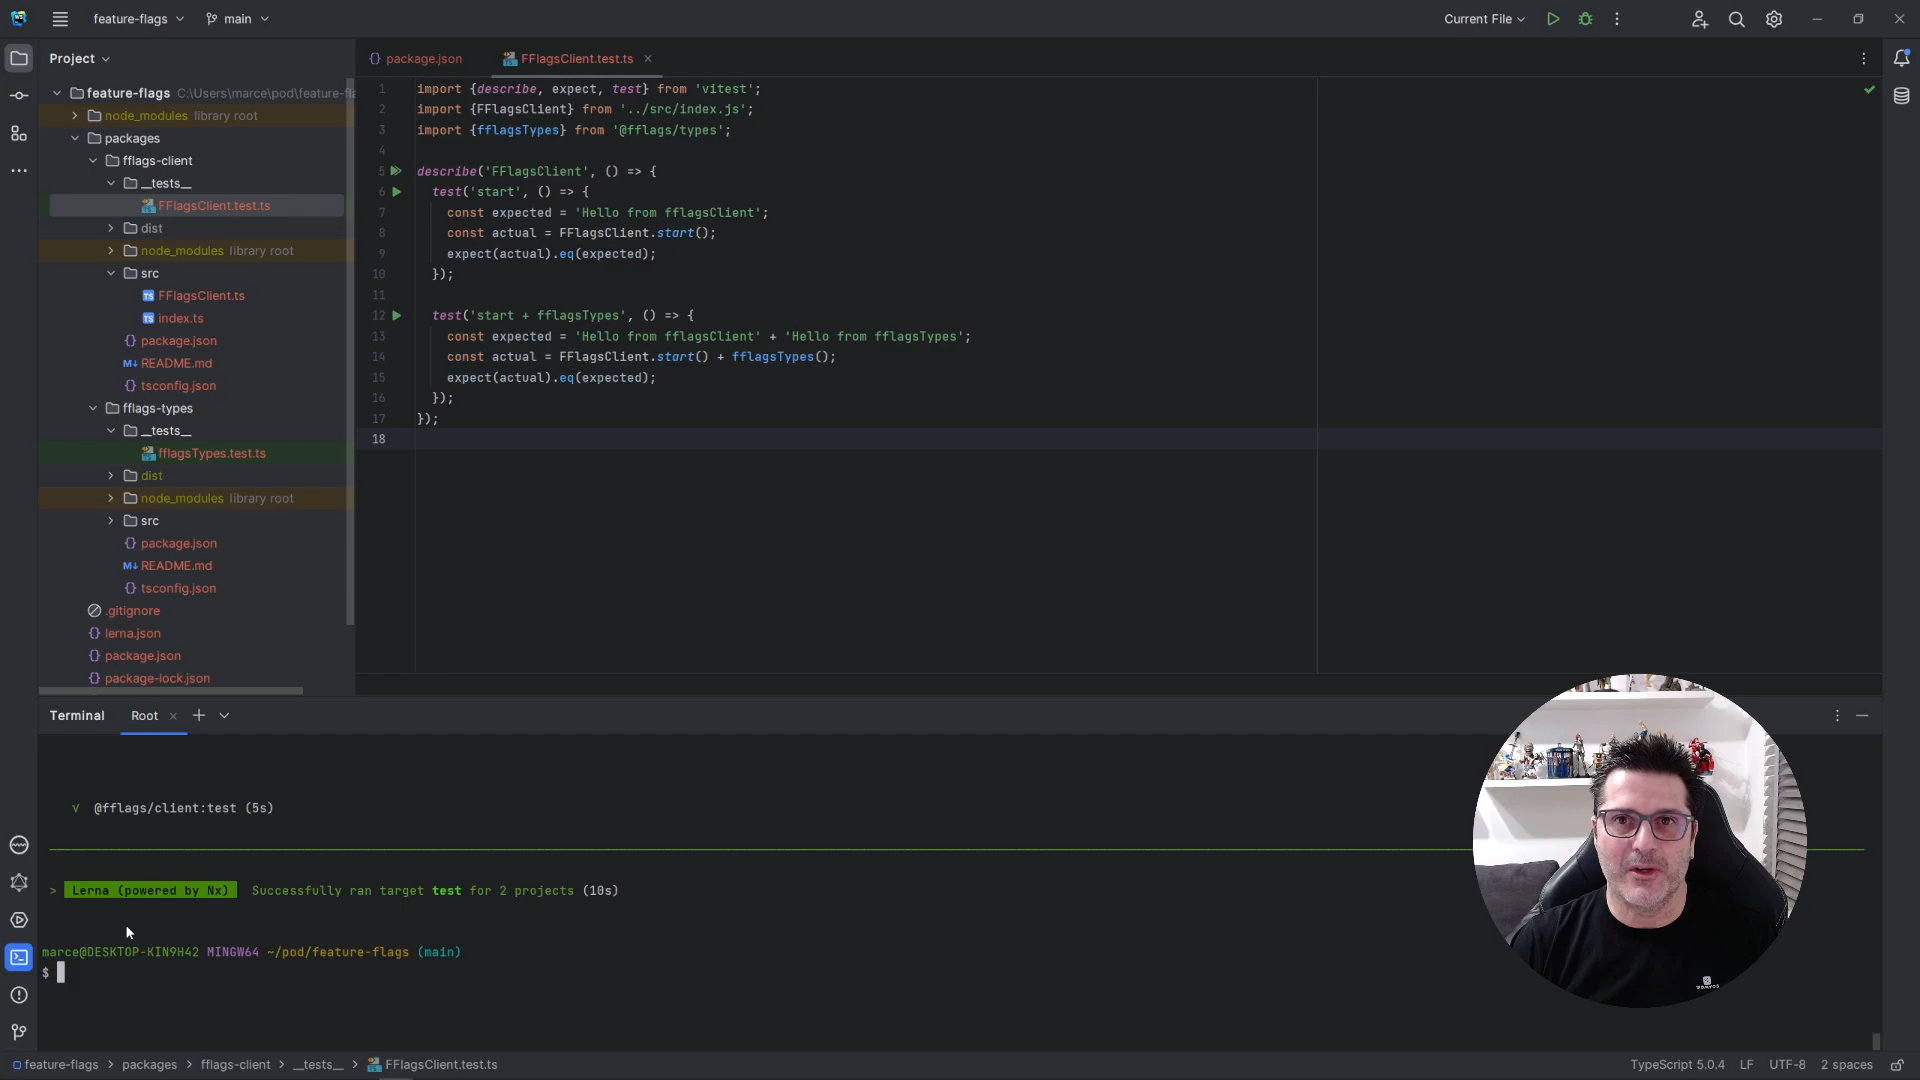 feature-flags
main
Current File
Project
package.json
FFlagsClient.test.ts
feature-flags C:\Users\marce\pod\feature-fl
node_modules library root
packages
fflags-client
__tests__
FFlagsClient.test.ts
dist
node_modules library root
src
FFlagsClient.ts
index.ts
package.json
README.md
tsconfig.json
fflags-types
__tests__
fflagsTypes.test.ts
dist
node_modules library root
src
package.json
README.md
tsconfig.json
.gitignore
lerna.json
package.json
package-lock.json
1 import {describe, expect, test} from 'vitest';
2 import {FFlagsClient} from '../src/index.js';
3 import {fflagsTypes} from '@fflags/types';
4
5 describe('FFlagsClient', () => {
6 test('start', () => {
7 const expected = 'Hello from fflagsClient';
8 const actual = FFlagsClient.start();
9 expect(actual).eq(expected);
10 });
11
12 test('start + fflagsTypes', () => {
13 const expected = 'Hello from fflagsClient' + 'Hello from fflagsTypes';
14 const actual = FFlagsClient.start() + fflagsTypes();
15 expect(actual).eq(expected);
16 });
17 });
18
Terminal Root
√ @fflags/client:test (5s)
> Lerna (powered by Nx) Successfully ran target test for 2 projects (10s)
marce@DESKTOP-KIN9H42 MINGW64 ~/pod/feature-flags (main)
$
feature-flags > packages > fflags-client > __tests__ > FFlagsClient.test.ts
TypeScript 5.0.4 LF UTF-8 2 spaces